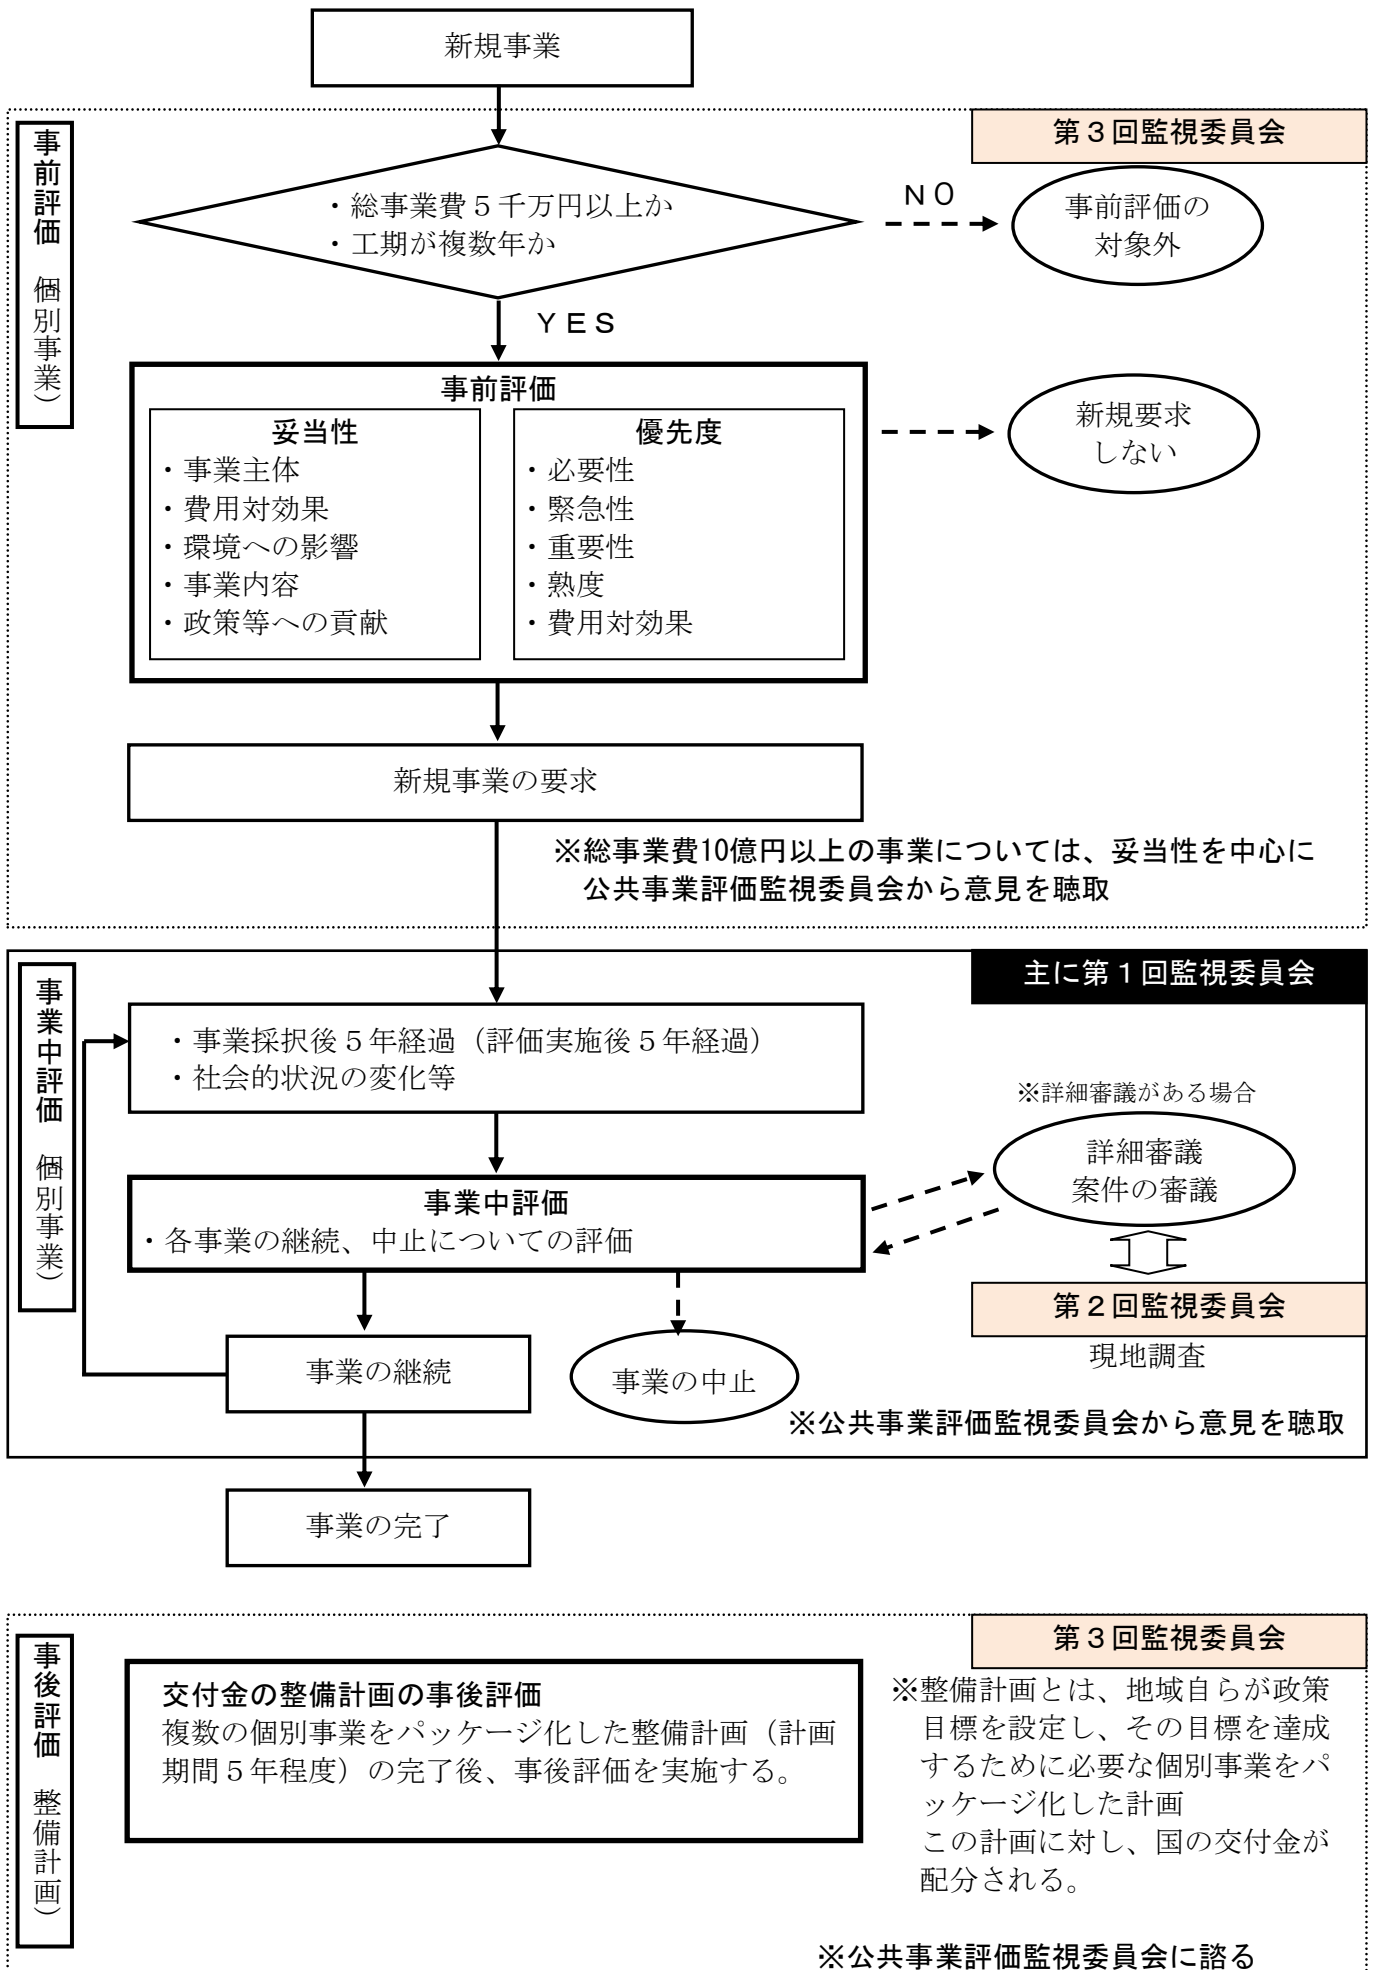 新規事業
第３回監視委員会
事前評価（個別事業）
・総事業費５千万円以上か
・工期が複数年か
ＮＯ
事前評価の
対象外
ＹＥＳ
事前評価
妥当性
・事業主体
・費用対効果
・環境への影響
・事業内容
・政策等への貢献
優先度
・必要性
・緊急性
・重要性
・熟度
・費用対効果
新規要求
しない
新規事業の要求
※総事業費10億円以上の事業については、妥当性を中心に
公共事業評価監視委員会から意見を聴取
主に第１回監視委員会
事業中評価（個別事業）
・事業採択後５年経過（評価実施後５年経過）
・社会的状況の変化等
※詳細審議がある場合
詳細審議
案件の審議
事業中評価
・各事業の継続、中止についての評価
第２回監視委員会
現地調査
事業の継続
事業の中止
※公共事業評価監視委員会から意見を聴取
事業の完了
第３回監視委員会
事後評価（整備計画）
交付金の整備計画の事後評価
複数の個別事業をパッケージ化した整備計画（計画
期間５年程度）の完了後、事後評価を実施する。
※整備計画とは、地域自らが政策
目標を設定し、その目標を達成
するために必要な個別事業をパ
ッケージ化した計画
この計画に対し、国の交付金が
配分される。
※公共事業評価監視委員会に諮る